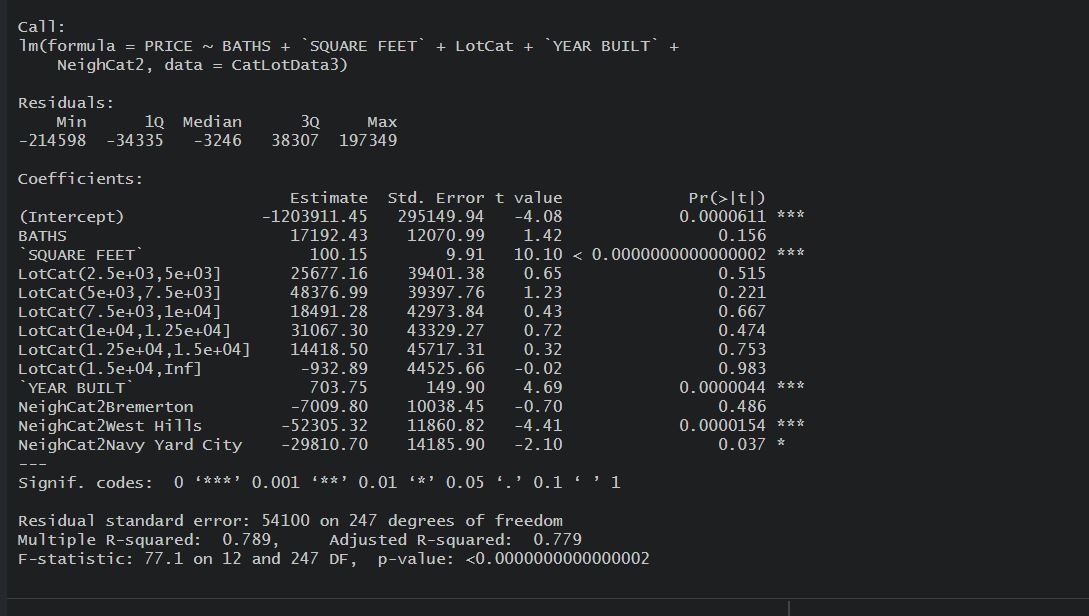 Call:
lm(formula = PRICE ~ BATHS + `SQUARE FEET` + LotCat + `YEAR BUILT` +
    NeighCat2, data = CatLotData3)
Residuals:
    Min      1Q  Median      3Q     Max
-214598  -34335   -3246   38307  197349
Coefficients:
                             Estimate  Std. Error t value             Pr(>|t|)
(Intercept)               -1203911.45   295149.94   -4.08            0.0000611 ***
BATHS                        17192.43    12070.99    1.42                0.156
`SQUARE FEET`                  100.15        9.91   10.10 < 0.0000000000000002 ***
LotCat(2.5e+03,5e+03]        25677.16    39401.38    0.65                0.515
LotCat(5e+03,7.5e+03]        48376.99    39397.76    1.23                0.221
LotCat(7.5e+03,1e+04]        18491.28    42973.84    0.43                0.667
LotCat(1e+04,1.25e+04]       31067.30    43329.27    0.72                0.474
LotCat(1.25e+04,1.5e+04]     14418.50    45717.31    0.32                0.753
LotCat(1.5e+04,Inf]           -932.89    44525.66   -0.02                0.983
`YEAR BUILT`                   703.75      149.90    4.69            0.0000044 ***
NeighCat2Bremerton           -7009.80    10038.45   -0.70                0.486
NeighCat2West Hills         -52305.32    11860.82   -4.41            0.0000154 ***
NeighCat2Navy Yard City     -29810.70    14185.90   -2.10                0.037 *
---
Signif. codes:  0 ‘***’ 0.001 ‘**’ 0.01 ‘*’ 0.05 ‘.’ 0.1 ‘ ’ 1
Residual standard error: 54100 on 247 degrees of freedom
Multiple R-squared:  0.789,     Adjusted R-squared:  0.779
F-statistic: 77.1 on 12 and 247 DF,  p-value: <0.0000000000000002